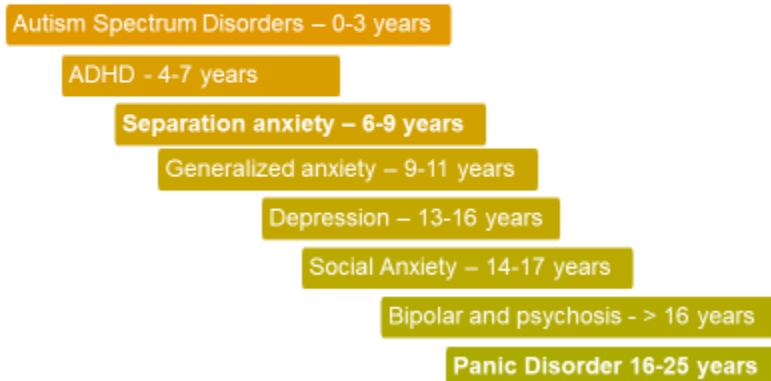 Autism Spectrum Disorders – 0-3 years
ADHD - 4-7 years
Separation anxiety – 6-9 years
Generalized anxiety – 9-11 years
Depression – 13-16 years
Social Anxiety – 14-17 years
Bipolar and psychosis - > 16 years
Panic Disorder 16-25 years